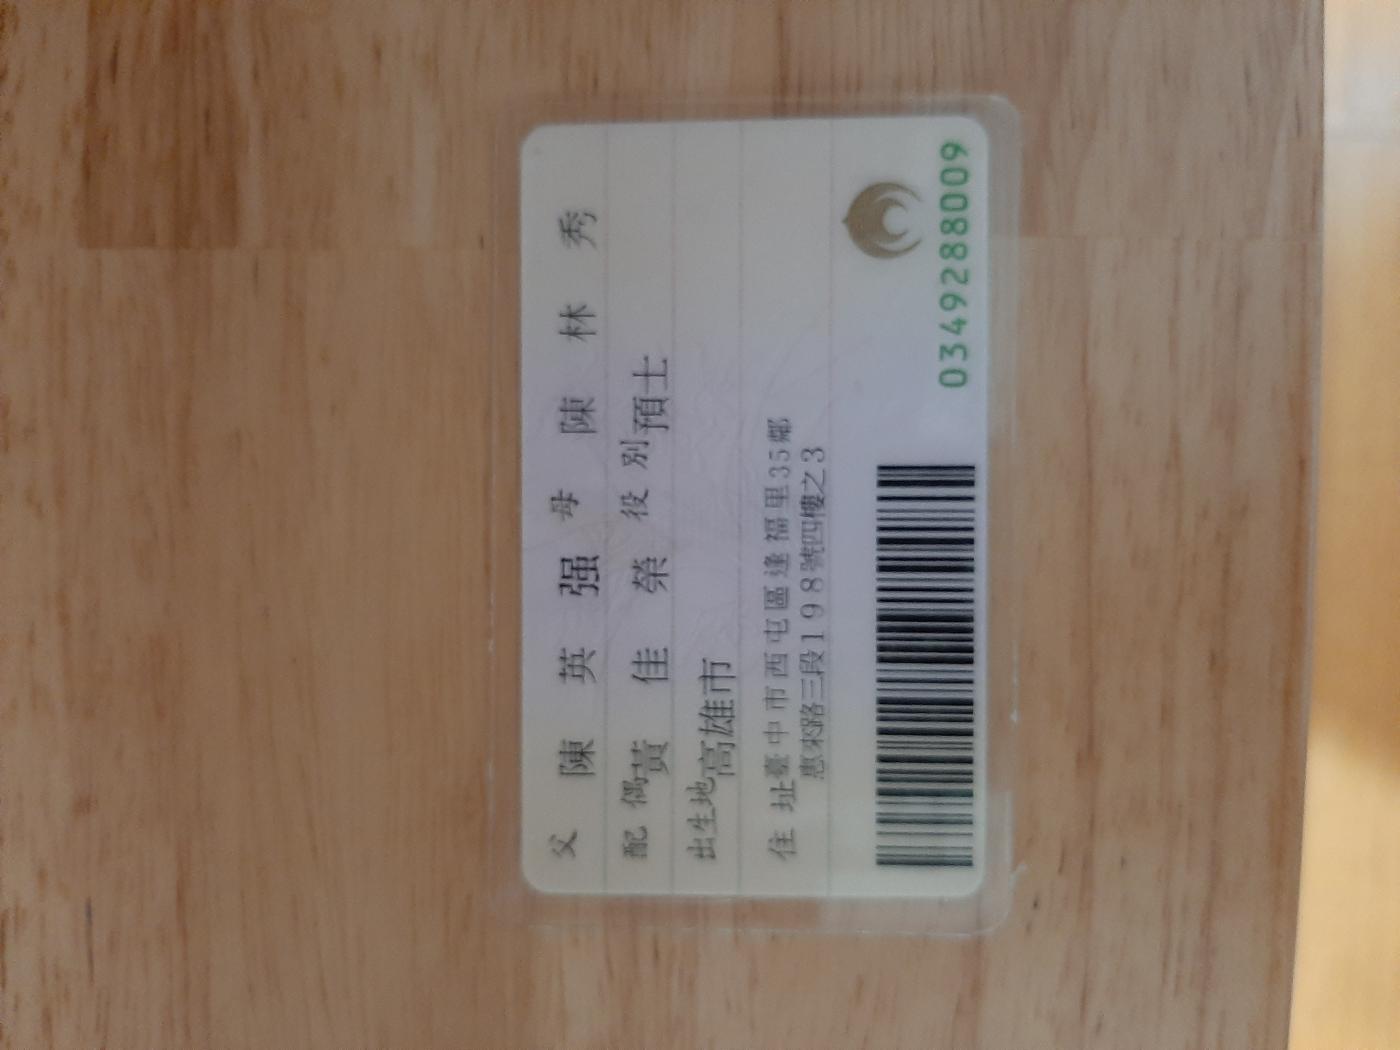 父 陳英强 母 陳林秀
配偶 黃佳榮 役別 預士
出生地 高雄市
住址 臺中市西屯區逢福里35鄰
惠來路三段198號四樓之3
0349288009